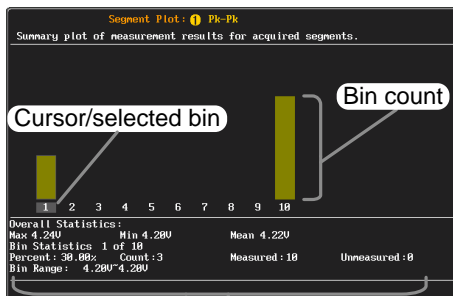 Segment Plot: 1 Pk-Pk
Summary plot of measurement results for acquired segments.
Bin count
Cursor/selected bin
1 2 3 4 5 6 7 8 9 10
Overall Statistics:
Max 4.24V Min 4.20V Mean 4.22V
Bin Statistics 1 of 10
Percent: 30.00% Count:3 Measured:10 Unmeasured:0
Bin Range: 4.20V~4.20V